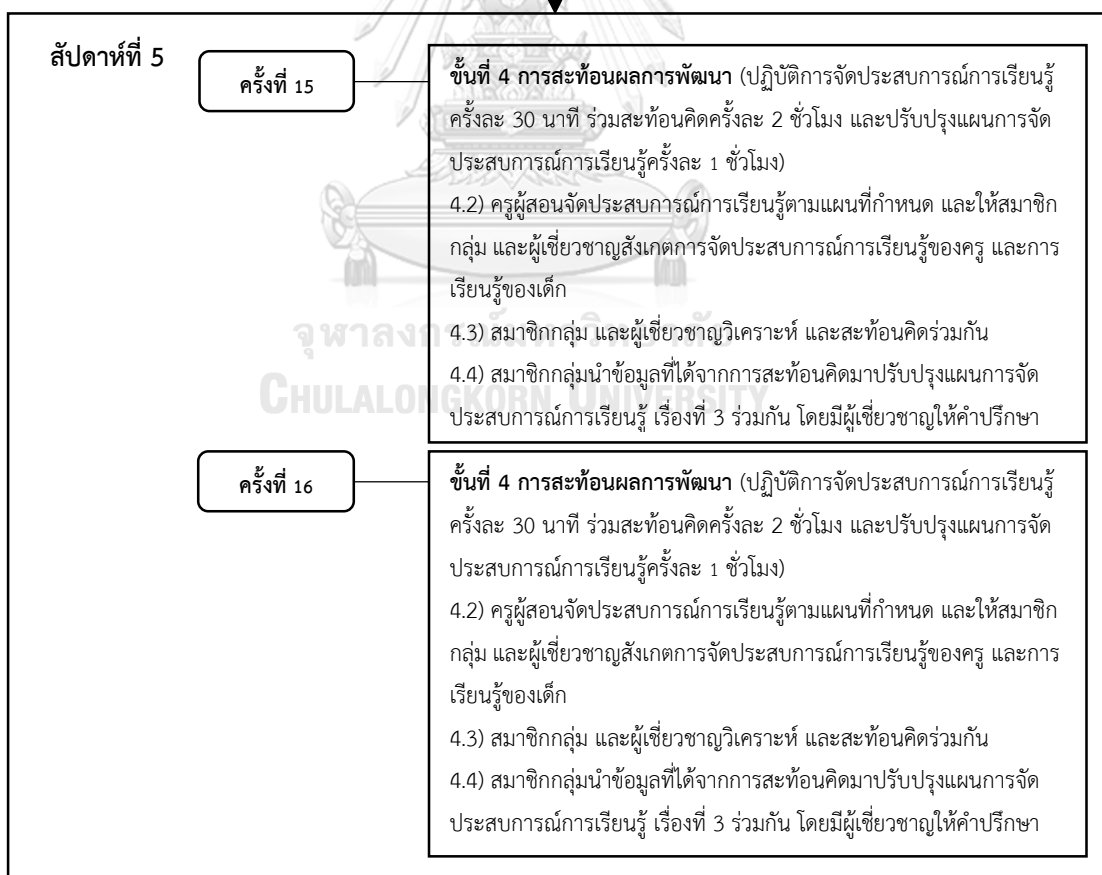 สัปดาห์ที่ 5
ครั้งที่ 15
ขั้นที่ 4 การสะท้อนผลการพัฒนา (ปฏิบัติการจัดประสบการณ์การเรียนรู้
ครั้งละ 30 นาที ร่วมสะท้อนคิดครั้งละ 2 ชั่วโมง และปรับปรุงแผนการจัด
ประสบการณ์การเรียนรู้ครั้งละ 1 ชั่วโมง)
4.2) ครูผู้สอนจัดประสบการณ์การเรียนรู้ตามแผนที่กำหนด และให้สมาชิก
กลุ่ม และผู้เชี่ยวชาญสังเกตการจัดประสบการณ์การเรียนรู้ของครู และการ
เรียนรู้ของเด็ก
4.3) สมาชิกกลุ่ม และผู้เชี่ยวชาญวิเคราะห์ และสะท้อนคิดร่วมกัน
4.4) สมาชิกกลุ่มนำข้อมูลที่ได้จากการสะท้อนคิดมาปรับปรุงแผนการจัด
ประสบการณ์การเรียนรู้ เรื่องที่ 3 ร่วมกัน โดยมีผู้เชี่ยวชาญให้คำปรึกษา
จุฬาลงกรณ์มหาวิทยาลัย
CHULALONGKORN UNIVERSITY
ครั้งที่ 16
ขั้นที่ 4 การสะท้อนผลการพัฒนา (ปฏิบัติการจัดประสบการณ์การเรียนรู้
ครั้งละ 30 นาที ร่วมสะท้อนคิดครั้งละ 2 ชั่วโมง และปรับปรุงแผนการจัด
ประสบการณ์การเรียนรู้ครั้งละ 1 ชั่วโมง)
4.2) ครูผู้สอนจัดประสบการณ์การเรียนรู้ตามแผนที่กำหนด และให้สมาชิก
กลุ่ม และผู้เชี่ยวชาญสังเกตการจัดประสบการณ์การเรียนรู้ของครู และการ
เรียนรู้ของเด็ก
4.3) สมาชิกกลุ่ม และผู้เชี่ยวชาญวิเคราะห์ และสะท้อนคิดร่วมกัน
4.4) สมาชิกกลุ่มนำข้อมูลที่ได้จากการสะท้อนคิดมาปรับปรุงแผนการจัด
ประสบการณ์การเรียนรู้ เรื่องที่ 3 ร่วมกัน โดยมีผู้เชี่ยวชาญให้คำปรึกษา